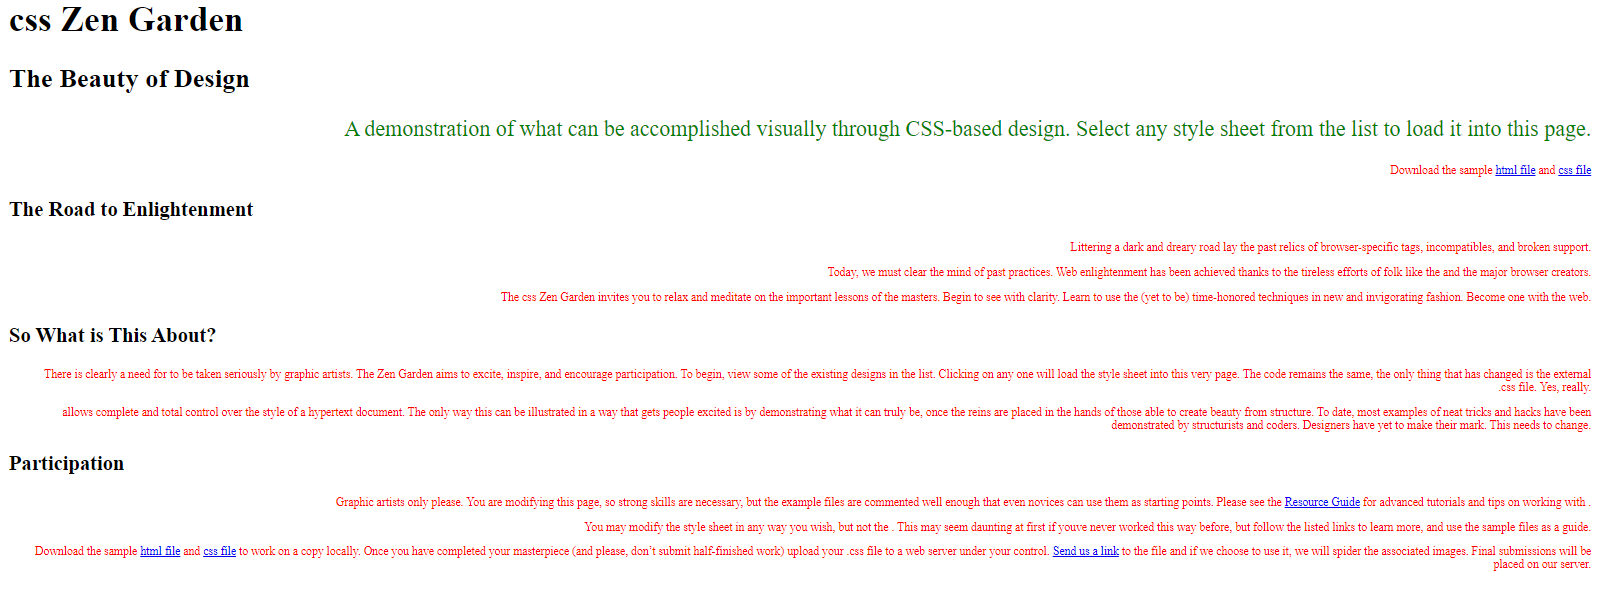 css Zen Garden
The Beauty of Design
A demonstration of what can be accomplished visually through CSS-based design. Select any style sheet from the list to load it into this page.
Download the sample html file and css file
The Road to Enlightenment
Littering a dark and dreary road lay the past relics of browser-specific tags, incompatibles, and broken support.
Today, we must clear the mind of past practices. Web enlightenment has been achieved thanks to the tireless efforts of folk like the and the major browser creators.
The css Zen Garden invites you to relax and meditate on the important lessons of the masters. Begin to see with clarity. Learn to use the (yet to be) time-honored techniques in new and invigorating fashion. Become one with the web.
So What is This About?
There is clearly a need for to be taken seriously by graphic artists. The Zen Garden aims to excite, inspire, and encourage participation. To begin, view some of the existing designs in the list. Clicking on any one will load the style sheet into this very page. The code remains the same, the only thing that has changed is the external
.css file. Yes, really.
allows complete and total control over the style of a hypertext document. The only way this can be illustrated in a way that gets people excited is by demonstrating what it can truly be, once the reins are placed in the hands of those able to create beauty from structure. To date, most examples of neat tricks and hacks have been
demonstrated by structurists and coders. Designers have yet to make their mark. This needs to change.
Participation
Graphic artists only please. You are modifying this page, so strong skills are necessary, but the example files are commented well enough that even novices can use them as starting points. Please see the Resource Guide for advanced tutorials and tips on working with .
You may modify the style sheet in any way you wish, but not the . This may seem daunting at first if youve never worked this way before, but follow the listed links to learn more, and use the sample files as a guide.
Download the sample html file and css file to work on a copy locally. Once you have completed your masterpiece (and please, don't submit half-finished work) upload your .css file to a web server under your control. Send us a link to the file and if we choose to use it, we will spider the associated images. Final submissions will be
placed on our server.